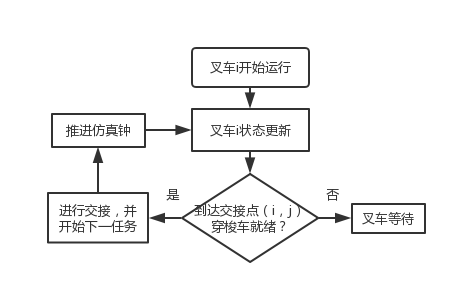 叉车i开始运行
推进仿真钟
叉车i状态更新
是
否
进行交接，并
开始下一任务
到达交接点（i，j）
穿梭车就绪？
叉车等待